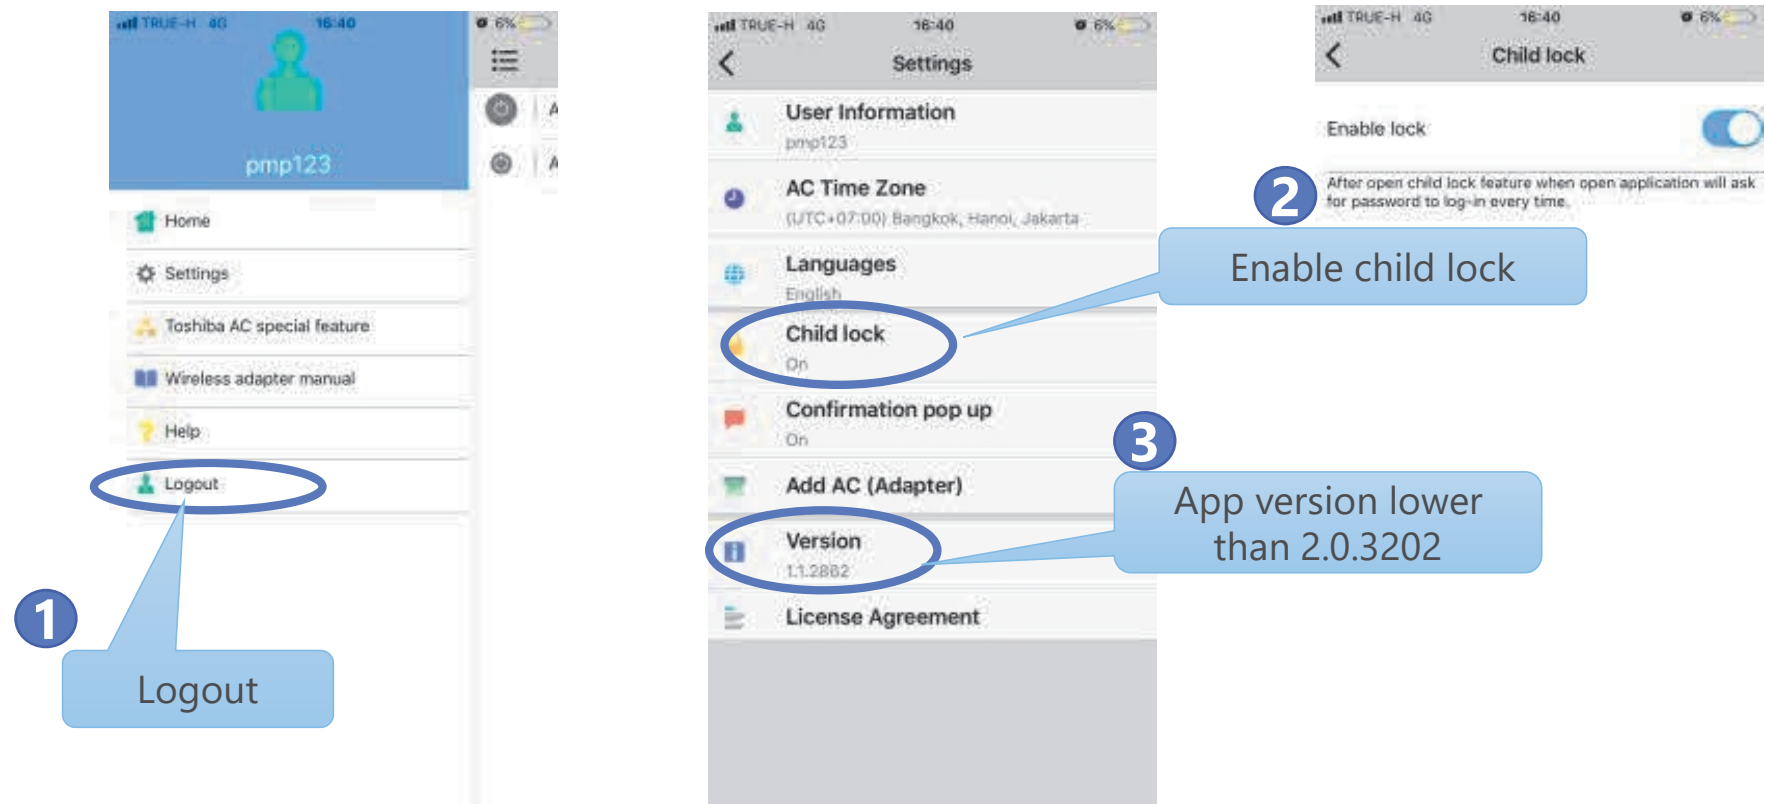 TRUE-H 4G 16:40 6%
pmp123
A
A
Home
Settings
Toshiba AC special feature
Wireless adapter manual
Help
Logout
1
Logout
TRUE-H 4G 16:40 6%
Settings
User Information
pmp123
AC Time Zone
(UTC+07:00) Bangkok, Hanoi, Jakarta
Languages
English
Child lock
On
Confirmation pop up
On
Add AC (Adapter)
Version
1.1.2862
License Agreement
TRUE-H 4G 16:40 6%
Child lock
Enable lock
After open child lock feature when open application will ask
for password to log-in every time.
2
Enable child lock
3
App version lower
than 2.0.3202